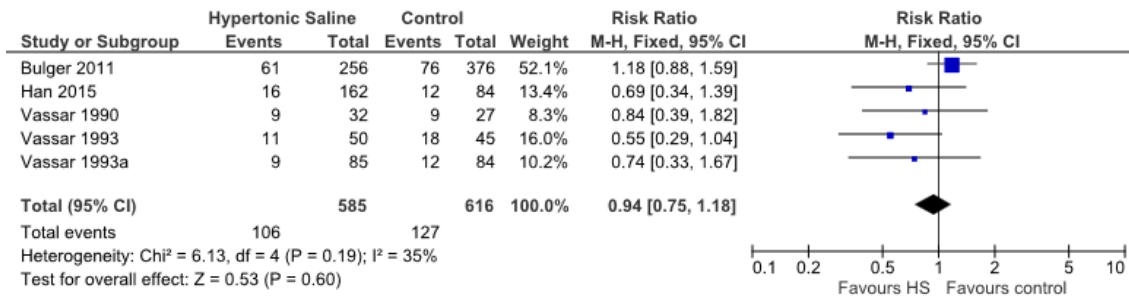 Hypertonic Saline Control Risk Ratio Risk Ratio
Study or Subgroup Events Total Events Total Weight M-H, Fixed, 95% CI M-H, Fixed, 95% CI
Bulger 2011 61 256 76 376 52.1% 1.18 [0.88, 1.59]
Han 2015 16 162 12 84 13.4% 0.69 [0.34, 1.39]
Vassar 1990 9 32 9 27 8.3% 0.84 [0.39, 1.82]
Vassar 1993 11 50 18 45 16.0% 0.55 [0.29, 1.04]
Vassar 1993a 9 85 12 84 10.2% 0.74 [0.33, 1.67]
Total (95% CI) 585 616 100.0% 0.94 [0.75, 1.18]
Total events 106 127
Heterogeneity: Chi² = 6.13, df = 4 (P = 0.19); I² = 35%
Test for overall effect: Z = 0.53 (P = 0.60)
0.1 0.2 0.5 1 2 5 10
Favours HS Favours control